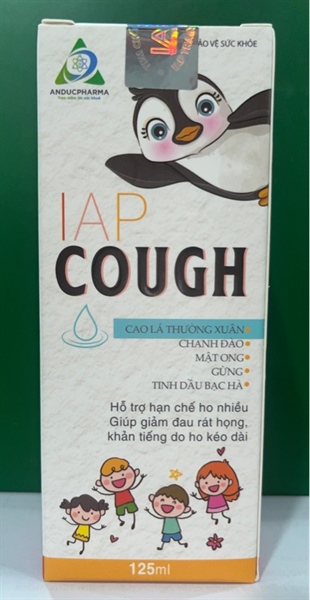 ẢO VỆ SỨC KHỎE
IA
ANDUCPHARMA
IAP
COUGH
CAO LÁ THƯỜNG XUÂN
CHANH ĐÀO
MẬT ONG
GỪNG
TINH DẦU BẠC HÀ
Hỗ trợ hạn chế ho nhiều
Giúp giảm đau rát họng,
khản tiếng do ho kéo dài
125ml